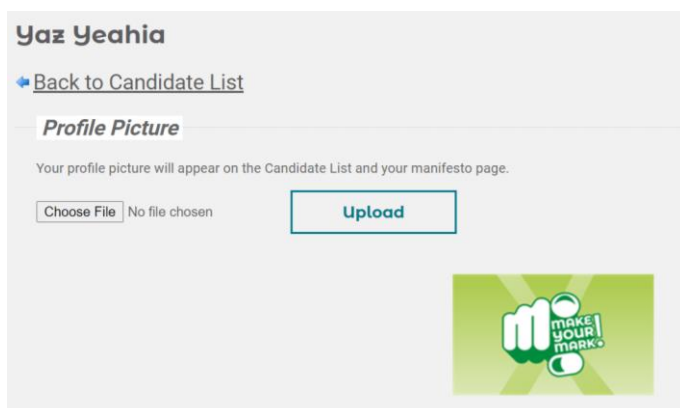 Yaz Yeahia
Back to Candidate List
Profile Picture
Your profile picture will appear on the Candidate List and your manifesto page.
Choose File No file chosen
Upload
MAKE
YOUR
MARK!